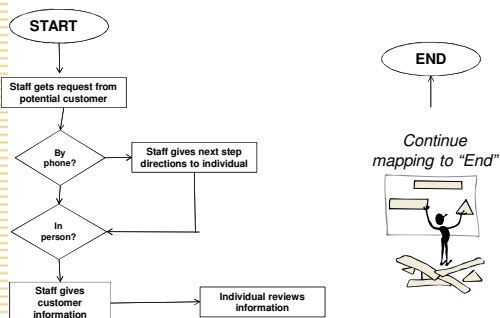 START
Staff gets request from
potential customer
By
phone?
Staff gives next step
directions to individual
In
person?
Staff gives
customer
information
Individual reviews
information
END
Continue
mapping to “End”